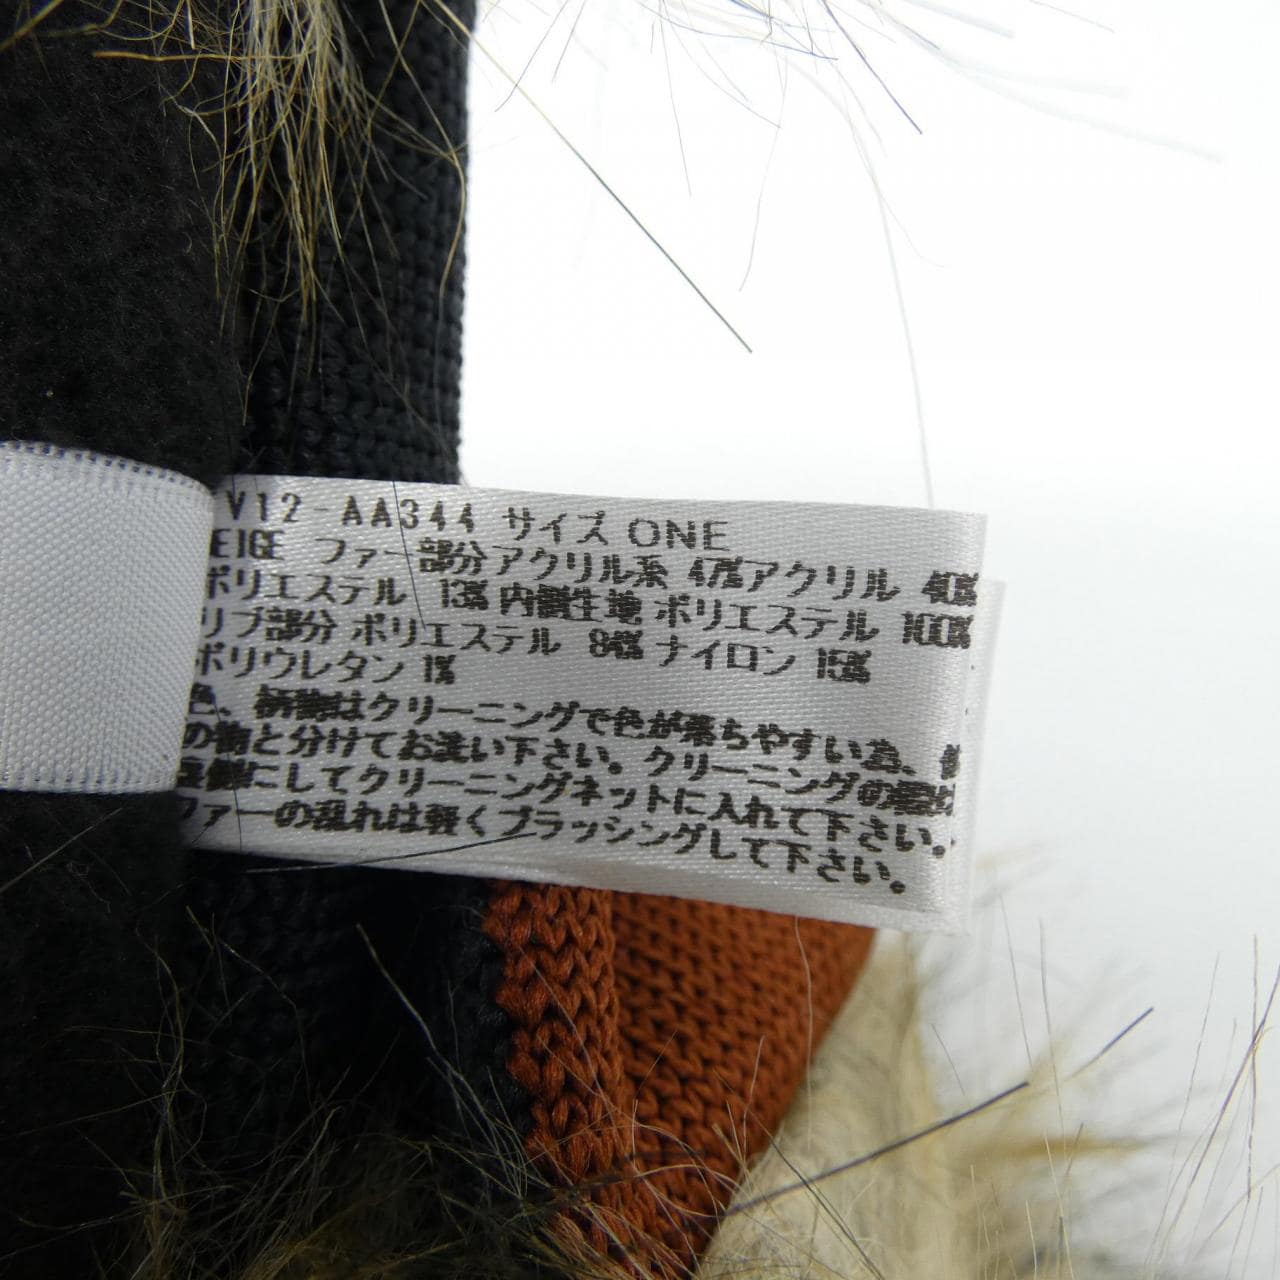 V12-AA344 サイズ ONE
EIGE ファー部分アクリル系 47%アクリル 40%
ポリエステル 13% 内側生地 ポリエステル 100%
リブ部分 ポリエステル 84% ナイロン 15%
ポリウレタン 1%
色、柄物はクリーニングで色が落ちやすい為、他
の物と分けてお洗い下さい。クリーニングの際は
裏側にしてクリーニングネットに入れて下さい。
ファーの乱れは軽くブラッシングして下さい。